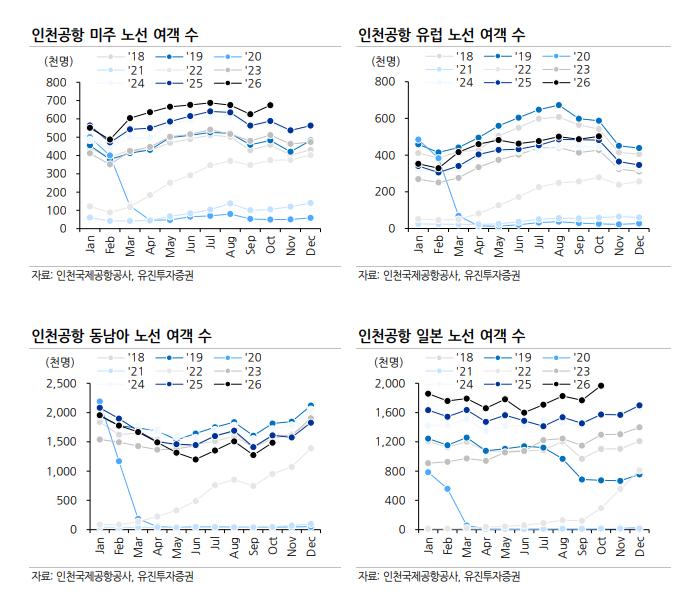 인천공항 미주 노선 여객 수
(천명)
'18 '19 '20
'21 '22 '23
'24 '25 '26
800
700
600
500
400
300
200
100
0
Jan Feb Mar Apr May Jun Jul Aug Sep Oct Nov Dec
자료: 인천국제공항공사, 유진투자증권
인천공항 유럽 노선 여객 수
(천명)
'18 '19 '20
'21 '22 '23
'24 '25 '26
800
600
400
200
0
Jan Feb Mar Apr May Jun Jul Aug Sep Oct Nov Dec
자료: 인천국제공항공사, 유진투자증권
인천공항 동남아 노선 여객 수
(천명)
'18 '19 '20
'21 '22 '23
'24 '25 '26
2,500
2,000
1,500
1,000
500
0
Jan Feb Mar Apr May Jun Jul Aug Sep Oct Nov Dec
자료: 인천국제공항공사, 유진투자증권
인천공항 일본 노선 여객 수
(천명)
'18 '19 '20
'21 '22 '23
'24 '25 '26
2,000
1,600
1,200
800
400
0
Jan Feb Mar Apr May Jun Jul Aug Sep Oct Nov Dec
자료: 인천국제공항공사, 유진투자증권